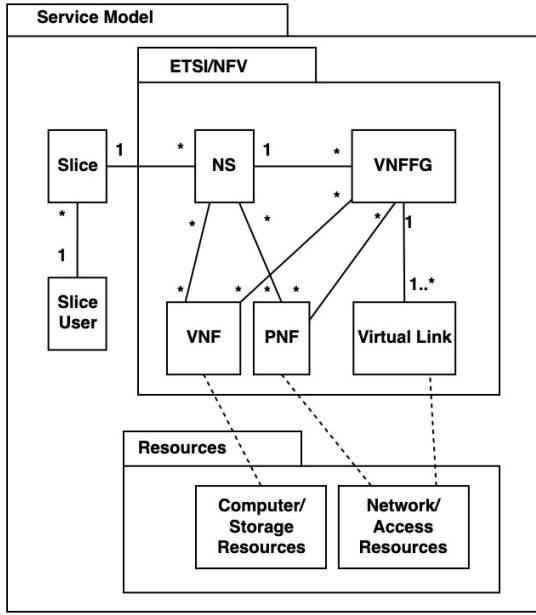 Service Model
ETSI/NFV
1
*
1
*
Slice
NS
VNFFG
*
*
*
*
*
1
1
*
*
*
*
1..*
Slice
User
VNF
PNF
Virtual Link
Resources
Computer/
Storage
Resources
Network/
Access
Resources